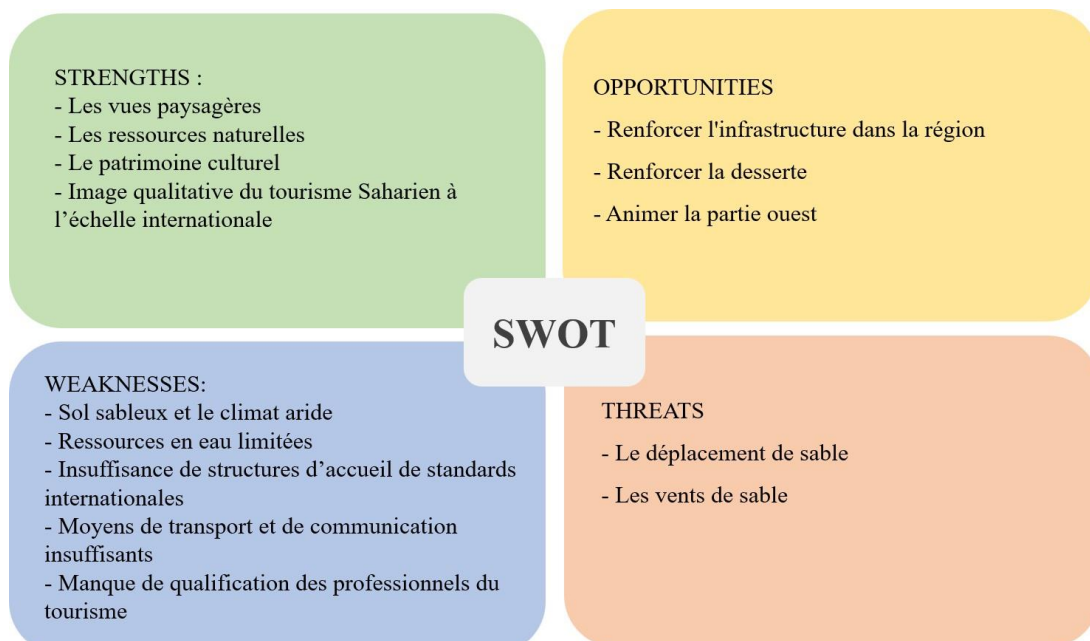 STRENGTHS :
- Les vues paysagères
- Les ressources naturelles
- Le patrimoine culturel
- Image qualitative du tourisme Saharien à
l’échelle internationale
OPPORTUNITIES
- Renforcer l'infrastructure dans la région
- Renforcer la desserte
- Animer la partie ouest
SWOT
WEAKNESSES:
- Sol sableux et le climat aride
- Ressources en eau limitées
- Insuffisance de structures d’accueil de standards
internationales
- Moyens de transport et de communication
insuffisants
- Manque de qualification des professionnels du
tourisme
THREATS
- Le déplacement de sable
- Les vents de sable